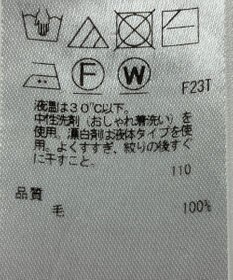 F W F23T
液温は30℃以下。
中性洗剤(おしゃれ着洗い)を
使用。漂白剤は液体タイプを使
用。よくすすぎ、絞りの後すぐ
に干すこと。
110
品質
毛 100%